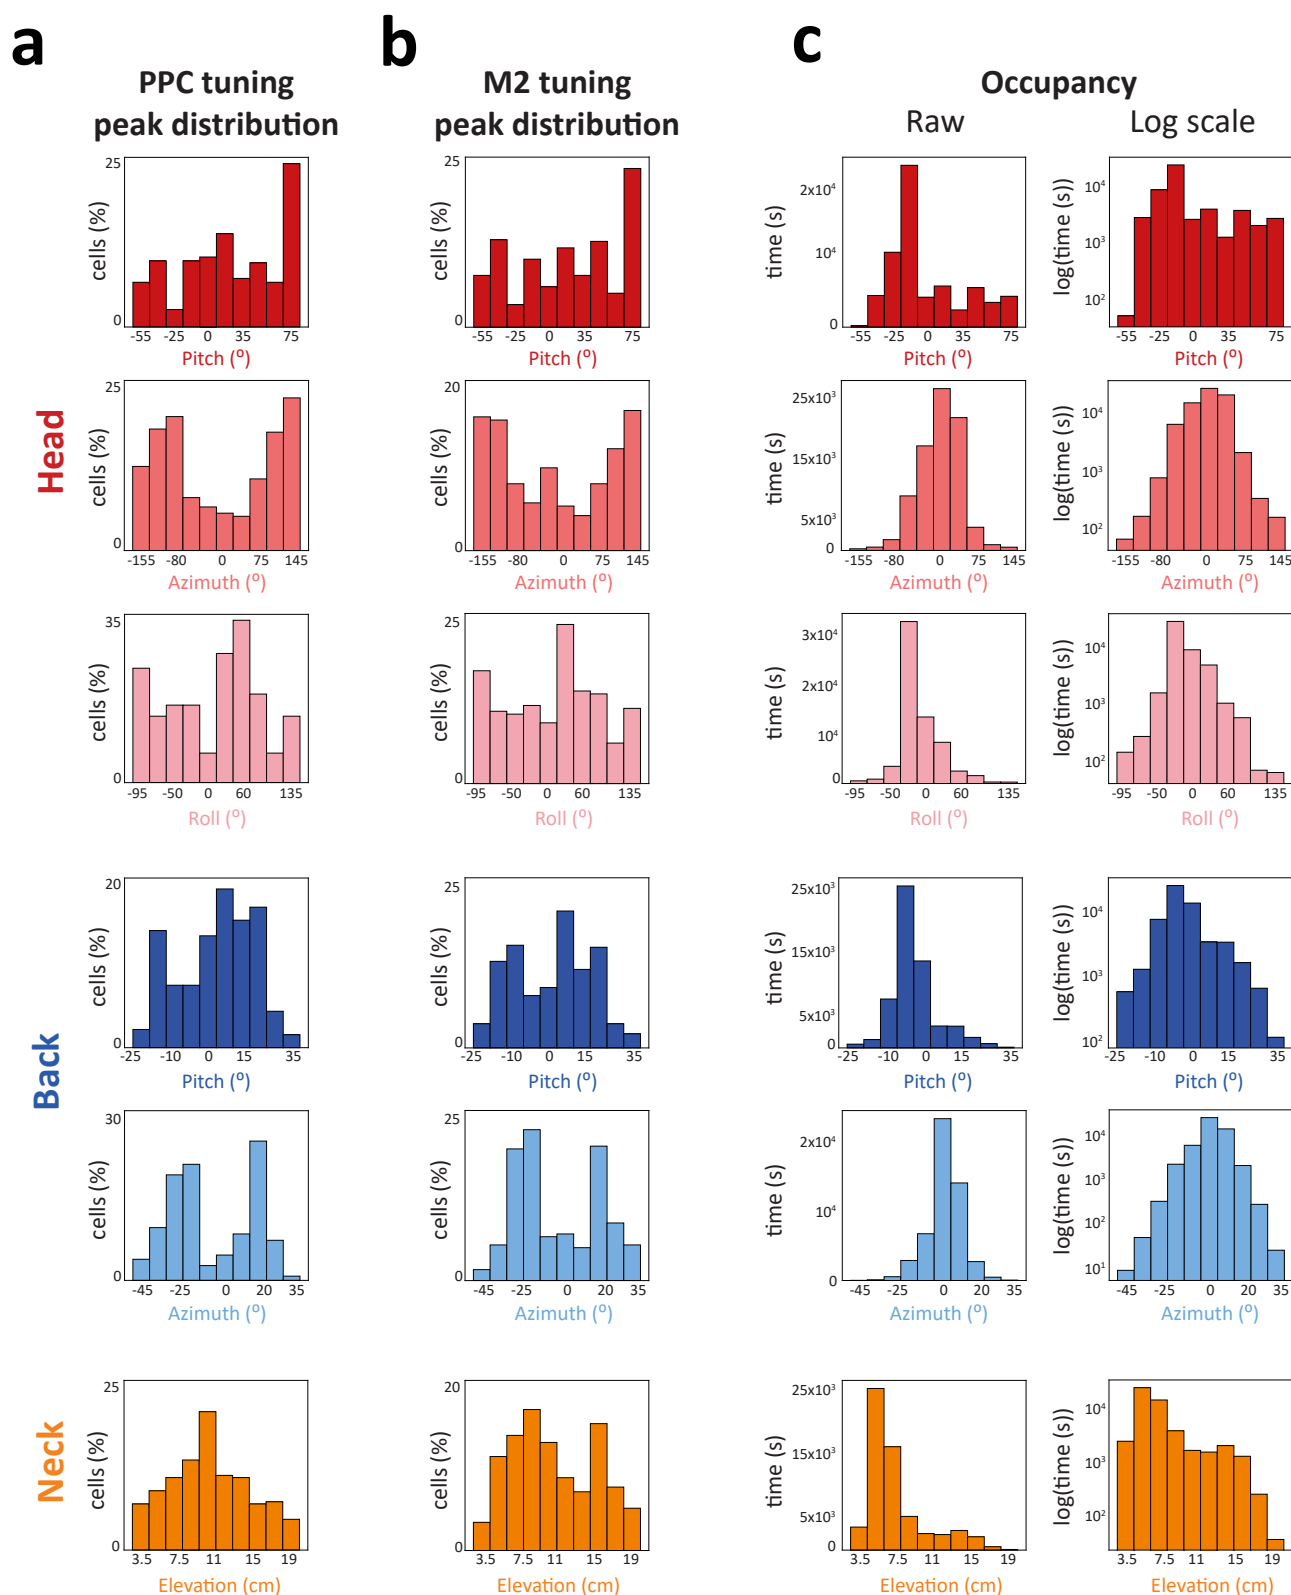 a
b
c
PPC tuning
peak distribution
M2 tuning
peak distribution
Occupancy
Raw
Log scale
Head
25
cells (%)
0
-55 -25 0 35 75
Pitch (º)
25
cells (%)
0
-55 -25 0 35 75
Pitch (º)
2x10⁴
10⁴
time (s)
0
-55 -25 0 35 75
Pitch (º)
10⁴
10³
10²
log(time (s))
-55 -25 0 35 75
Pitch (º)
25
cells (%)
0
-155 -80 0 75 145
Azimuth (º)
20
cells (%)
0
-155 -80 0 75 145
Azimuth (º)
25x10³
15x10³
5x10³
time (s)
0
-155 -80 0 75 145
Azimuth (º)
10⁴
10³
10²
log(time (s))
-155 -80 0 75 145
Azimuth (º)
35
cells (%)
0
-95 -50 0 60 135
Roll (º)
25
cells (%)
0
-95 -50 0 60 135
Roll (º)
3x10⁴
2x10⁴
10⁴
time (s)
0
-95 -50 0 60 135
Roll (º)
10⁴
10³
10²
log(time (s))
-95 -50 0 60 135
Roll (º)
Back
20
cells (%)
0
-25 -10 0 15 35
Pitch (º)
25
cells (%)
0
-25 -10 0 15 35
Pitch (º)
25x10³
15x10³
5x10³
time (s)
0
-25 -10 0 15 35
Pitch (º)
10⁴
10³
10²
log(time (s))
-25 -10 0 15 35
Pitch (º)
30
cells (%)
0
-45 -25 0 20 35
Azimuth (º)
25
cells (%)
0
-45 -25 0 20 35
Azimuth (º)
2x10⁴
10⁴
time (s)
0
-45 -25 0 20 35
Azimuth (º)
10⁴
10³
10²
10¹
log(time (s))
-45 -25 0 20 35
Azimuth (º)
Neck
25
cells (%)
0
3.5 7.5 11 15 19
Elevation (cm)
20
cells (%)
0
3.5 7.5 11 15 19
Elevation (cm)
25x10³
15x10³
5x10³
time (s)
0
3.5 7.5 11 15 19
Elevation (cm)
10⁴
10³
10²
log(time (s))
3.5 7.5 11 15 19
Elevation (cm)